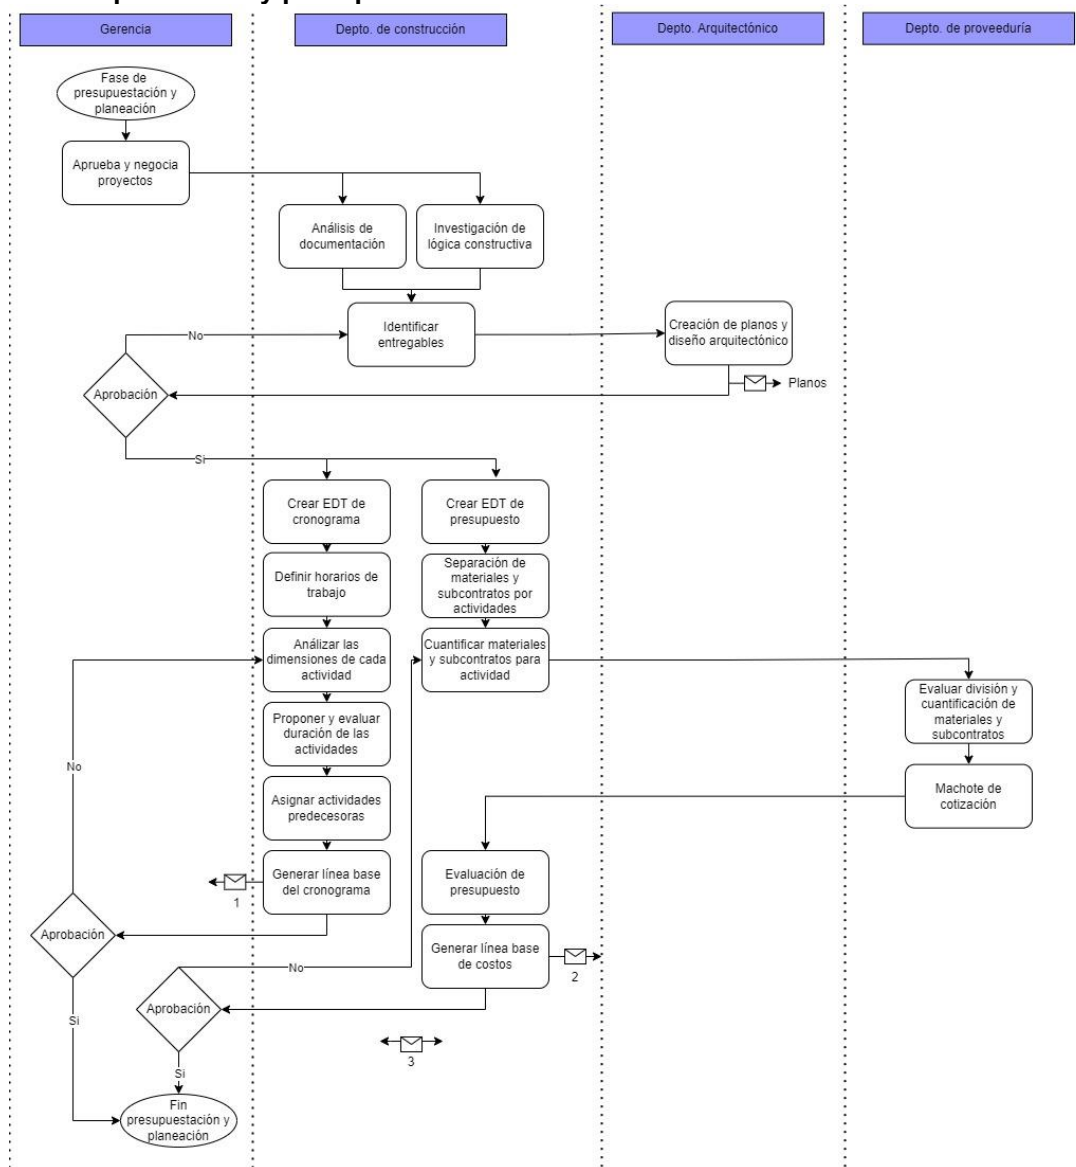 Gerencia
Depto. de construcción
Depto. Arquitectónico
Depto. de proveeduría
Fase de
presupuestación y
planeación
Aprueba y negocia
proyectos
Análisis de
documentación
Investigación de
lógica constructiva
Identificar
entregables
Creación de planos y
diseño arquitectónico
No
Aprobación
Planos
Si
Crear EDT de
cronograma
Crear EDT de
presupuesto
Definir horarios de
trabajo
Separación de
materiales y
subcontratos por
actividades
Análizar las
dimensiones de cada
actividad
Cuantificar materiales
y subcontratos para
actividad
Evaluar división y
cuantificación de
materiales y
subcontratos
Proponer y evaluar
duración de las
actividades
No
Asignar actividades
predecesoras
Machote de
cotización
Generar línea base
del cronograma
1
Evaluación de
presupuesto
Aprobación
Generar línea base
de costos
2
No
Aprobación
Si
3
Si
Fin
presupuestación y
planeación